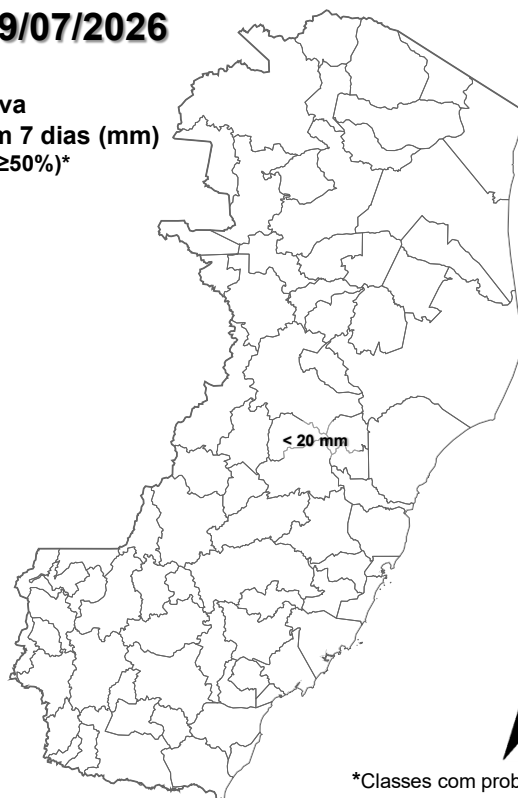 9/07/2026
va
m 7 dias (mm)
≥50%)*
< 20 mm
*Classes com prob